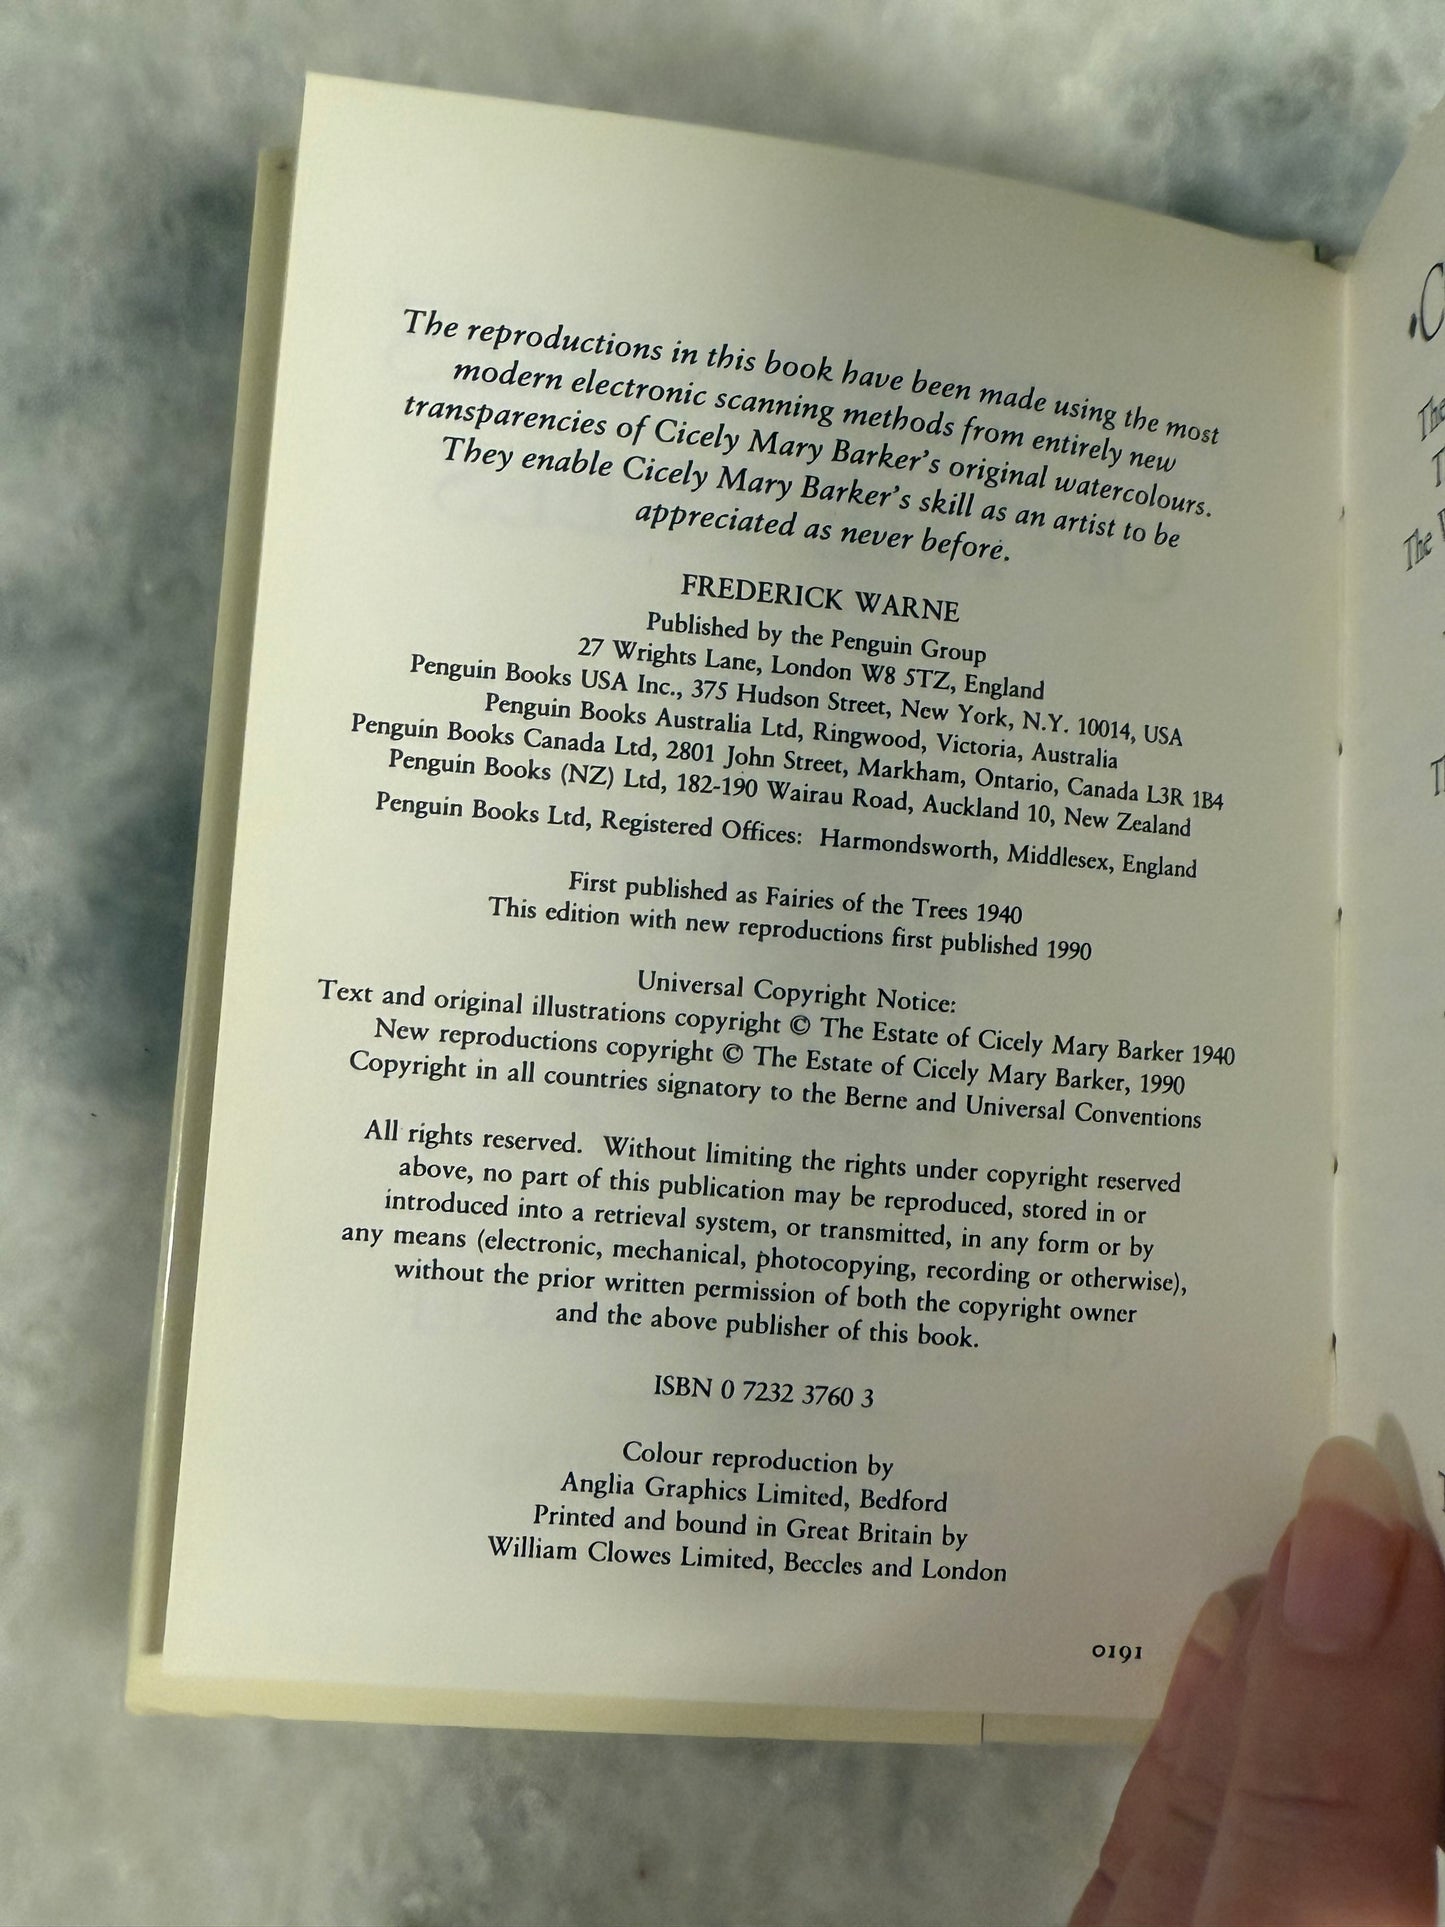 The reproductions in this book have been made using the most
modern electronic scanning methods from entirely new
transparencies of Cicely Mary Barker's original watercolours.
They enable Cicely Mary Barker's skill as an artist to be
appreciated as never before.
FREDERICK WARNE
Published by the Penguin Group
27 Wrights Lane, London W8 5TZ, England
Penguin Books USA Inc., 375 Hudson Street, New York, N.Y. 10014, USA
Penguin Books Australia Ltd, Ringwood, Victoria, Australia
Penguin Books Canada Ltd, 2801 John Street, Markham, Ontario, Canada L3R 1B4
Penguin Books (NZ) Ltd, 182-190 Wairau Road, Auckland 10, New Zealand
Penguin Books Ltd, Registered Offices: Harmondsworth, Middlesex, England
First published as Fairies of the Trees 1940
This edition with new reproductions first published 1990
Universal Copyright Notice:
Text and original illustrations copyright © The Estate of Cicely Mary Barker 1940
New reproductions copyright © The Estate of Cicely Mary Barker, 1990
Copyright in all countries signatory to the Berne and Universal Conventions
All rights reserved. Without limiting the rights under copyright reserved
above, no part of this publication may be reproduced, stored in or
introduced into a retrieval system, or transmitted, in any form or by
any means (electronic, mechanical, photocopying, recording or otherwise),
without the prior written permission of both the copyright owner
and the above publisher of this book.
ISBN 0 7232 3760 3
Colour reproduction by
Anglia Graphics Limited, Bedford
Printed and bound in Great Britain by
William Clowes Limited, Beccles and London
0191
The
The